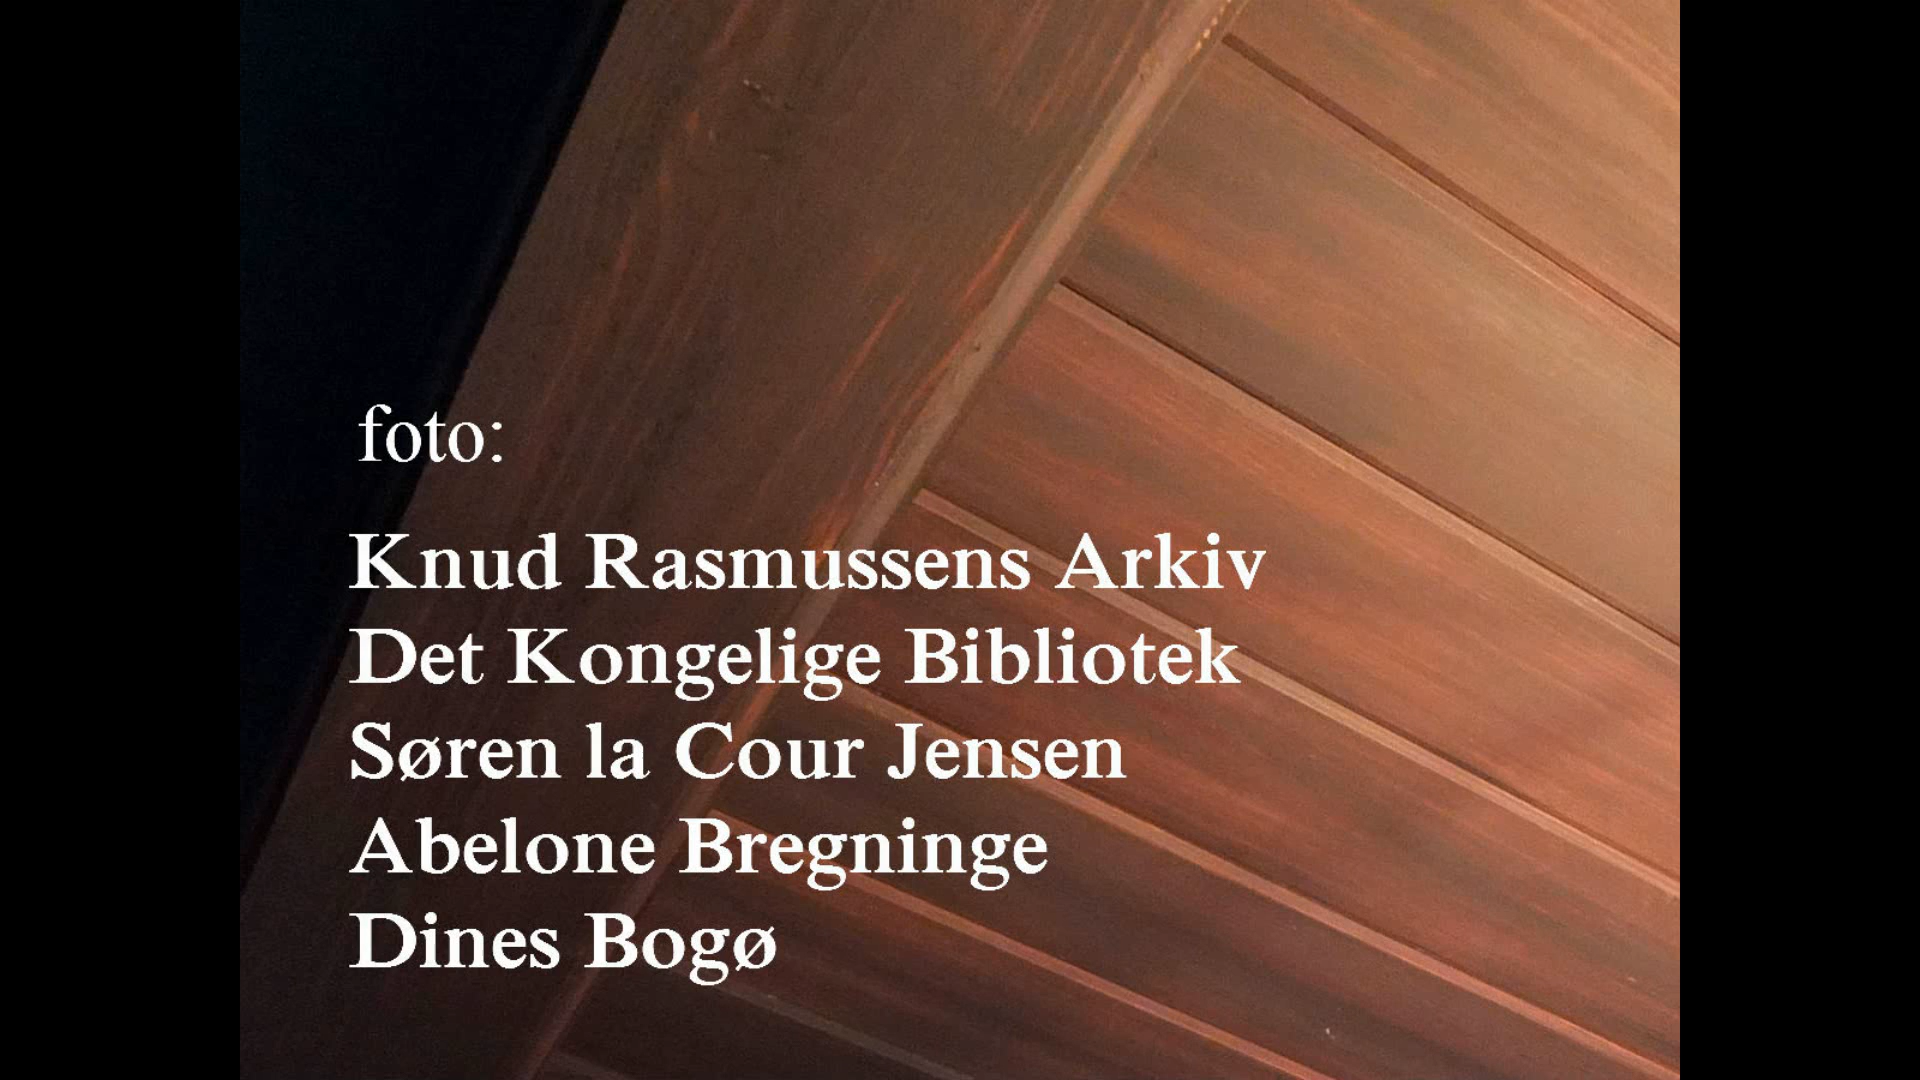 foto:
Knud Rasmussens Arkiv
Det Kongelige Bibliotek
Søren la Cour Jensen
Abelone Bregninge
Dines Bogø